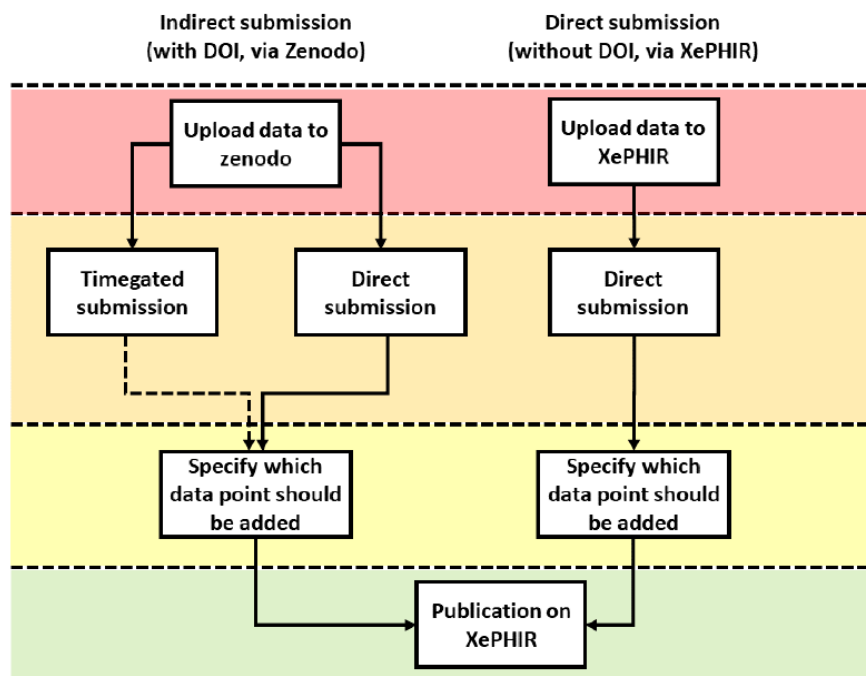 Indirect submission
(with DOI, via Zenodo)
Direct submission
(without DOI, via XePHIR)
Upload data to
zenodo
Upload data to
XePHIR
Timegated
submission
Direct
submission
Direct
submission
Specify which
data point should
be added
Specify which
data point should
be added
Publication on
XePHIR